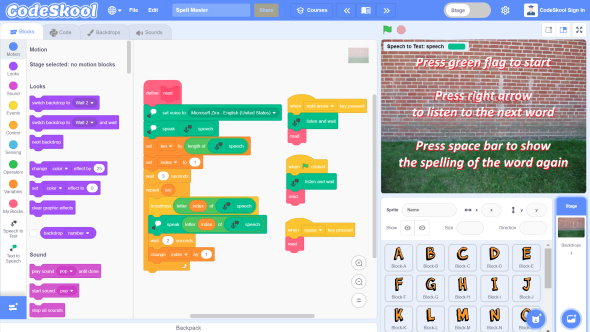 CodeSkool
File
Edit
Spell Master
Share
Courses
Stage
CodeSkool Sign In
Blocks
Code
Backdrops
Sounds
Motion
Looks
Sound
Events
Control
Sensing
Operators
Variables
My Blocks
Speech to Text
Text to Speech
Motion
Stage selected: no motion blocks
Looks
switch backdrop to Wall 2
switch backdrop to Wall 2 and wait
next backdrop
change color effect by 25
set color effect to 0
clear graphic effects
backdrop number
Sound
play sound pop until done
start sound pop
stop all sounds
define read
set voice to Microsoft Zira - English (United States)
speak speech
set len to length of speech
set index to 1
wait 3 seconds
repeat len
letter index of speech
speak letter index of speech
wait 2 seconds
change index by 1
when right arrow key pressed
listen and wait
read
when clicked
listen and wait
read
when space key pressed
read
Speech to Text: speech
Press green flag to start
Press right arrow
to listen to the next word
Press space bar to show
the spelling of the word again
Sprite
Name
x
x
y
y
Show
Size
Direction
Stage
Backdrops
1
A B C D E
Block-A Block-B Block-C Block-D Block-E
F G H I J
Block-F Block-G Block-H Block-I Block-J
K L M N
Backpack